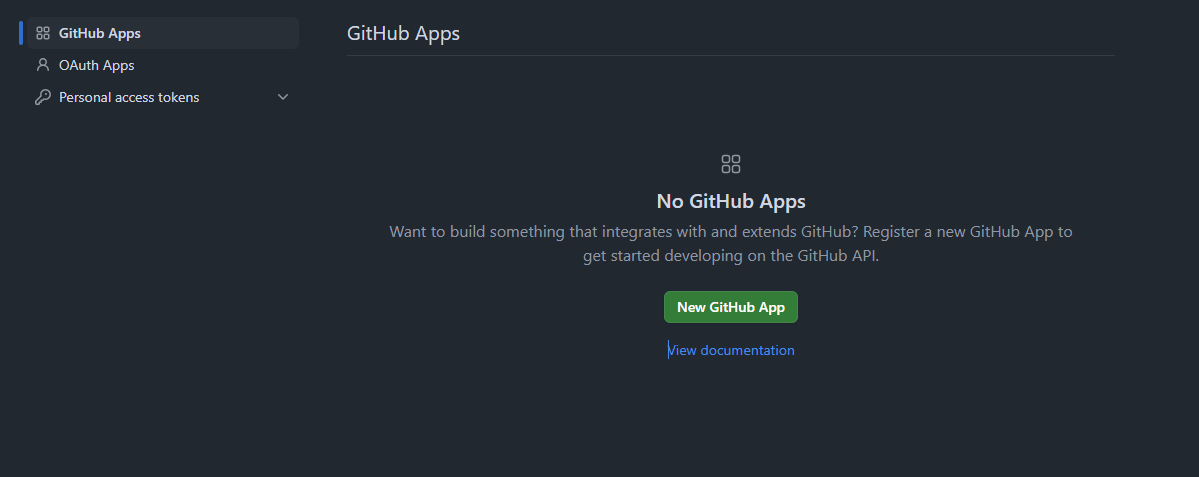 GitHub Apps
OAuth Apps
Personal access tokens
GitHub Apps
No GitHub Apps
Want to build something that integrates with and extends GitHub? Register a new GitHub App to
get started developing on the GitHub API.
New GitHub App
View documentation